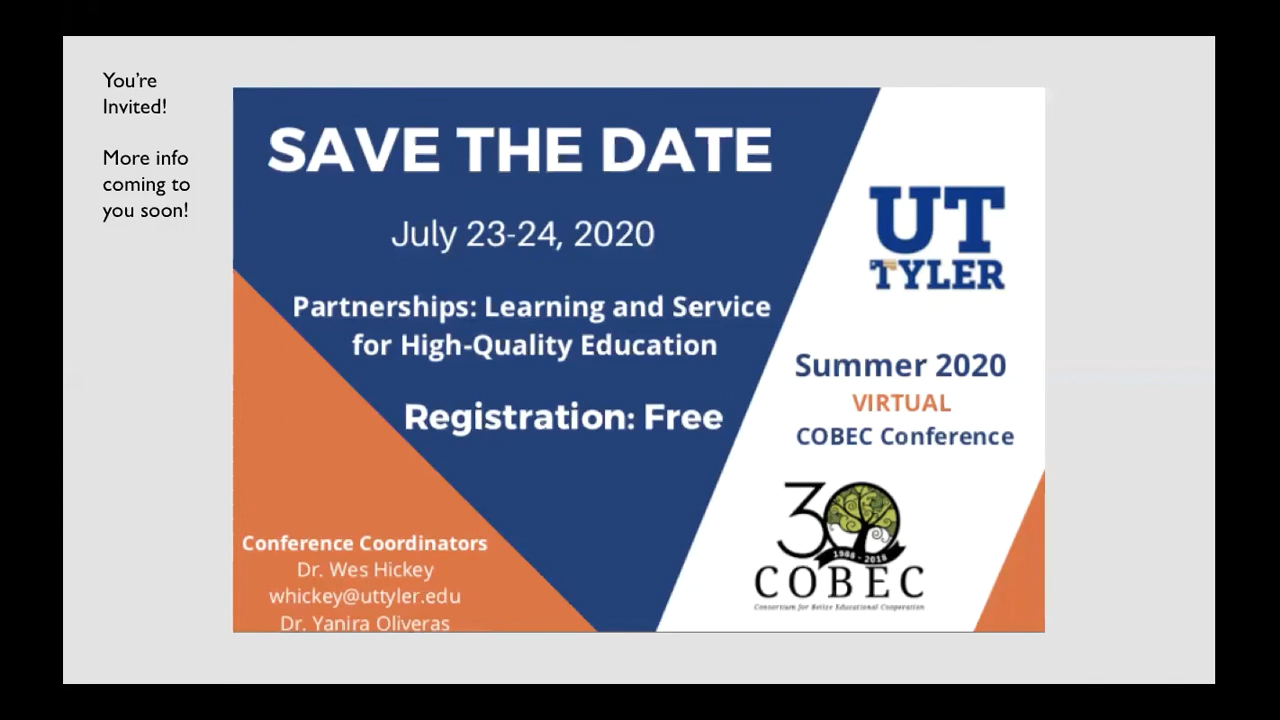 You're
Invited!
More info
coming to
you soon!
SAVE THE DATE
July 23-24, 2020
Partnerships: Learning and Service
for High-Quality Education
Registration: Free
Conference Coordinators
Dr. Wes Hickey
whickey@uttyler.edu
Dr. Yanira Oliveras
UT
TYLER
Summer 2020
VIRTUAL
COBEC Conference
30
1988 - 2018
COBEC
Consortium for Belize Educational Cooperation